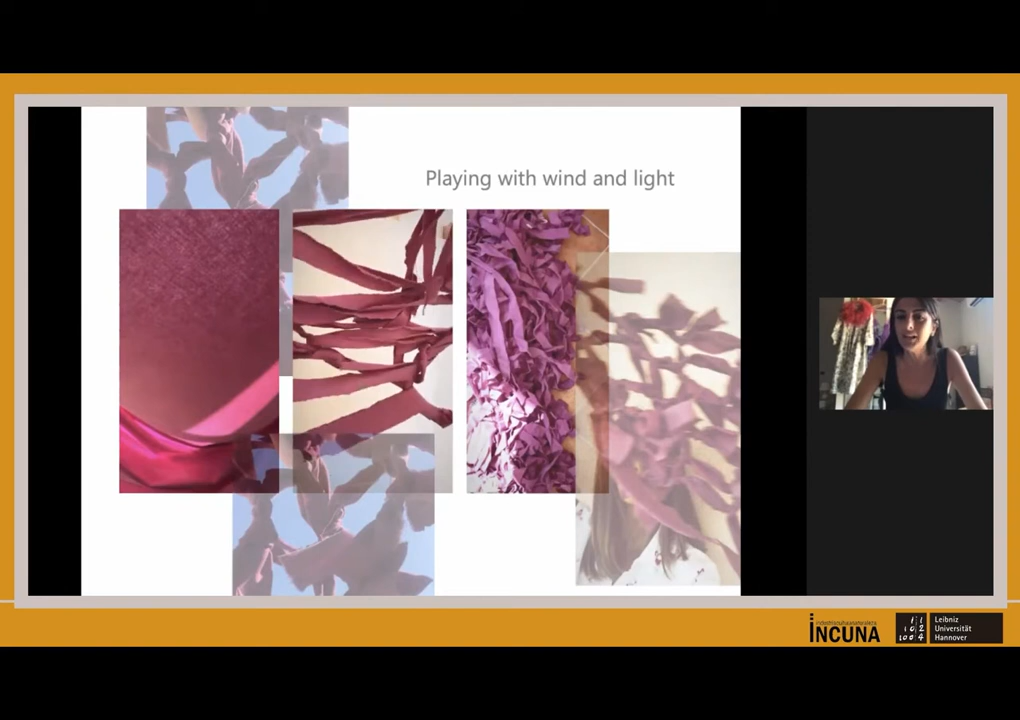 Playing with wind and light
iNCUNA
Leibniz
Universität
Hannover